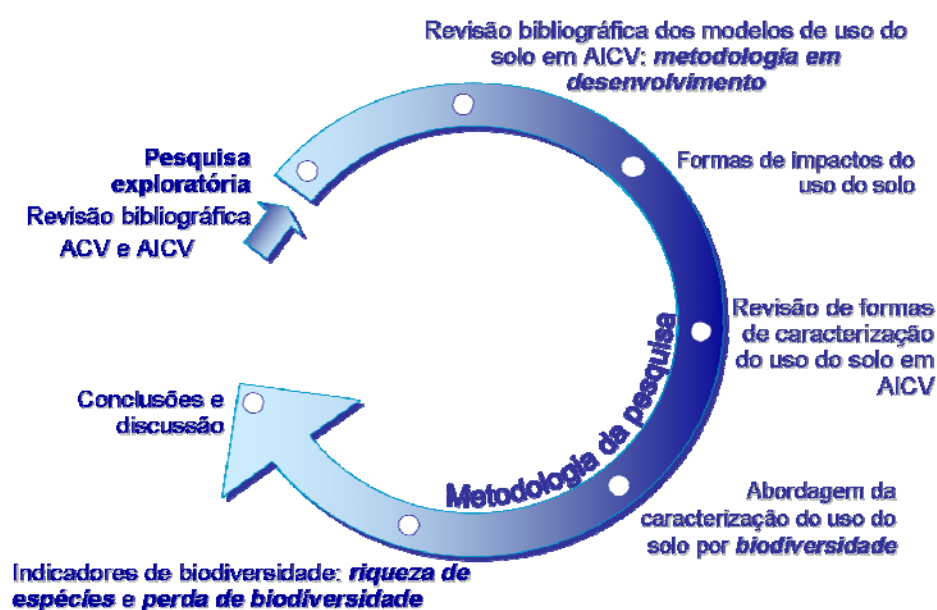 Pesquisa
exploratória
Revisão bibliográfica
ACV e AICV
Revisão bibliográfica dos modelos de uso do
solo em AICV: metodologia em
desenvolvimento
Formas de impactos do
uso do solo
Revisão de formas
de caracterização
do uso do solo em
AICV
Abordagem da
caracterização do uso do
solo por biodiversidade
Indicadores de biodiversidade: riqueza de
espécies e perda de biodiversidade
Conclusões e
discussão
Metodologia da pesquisa